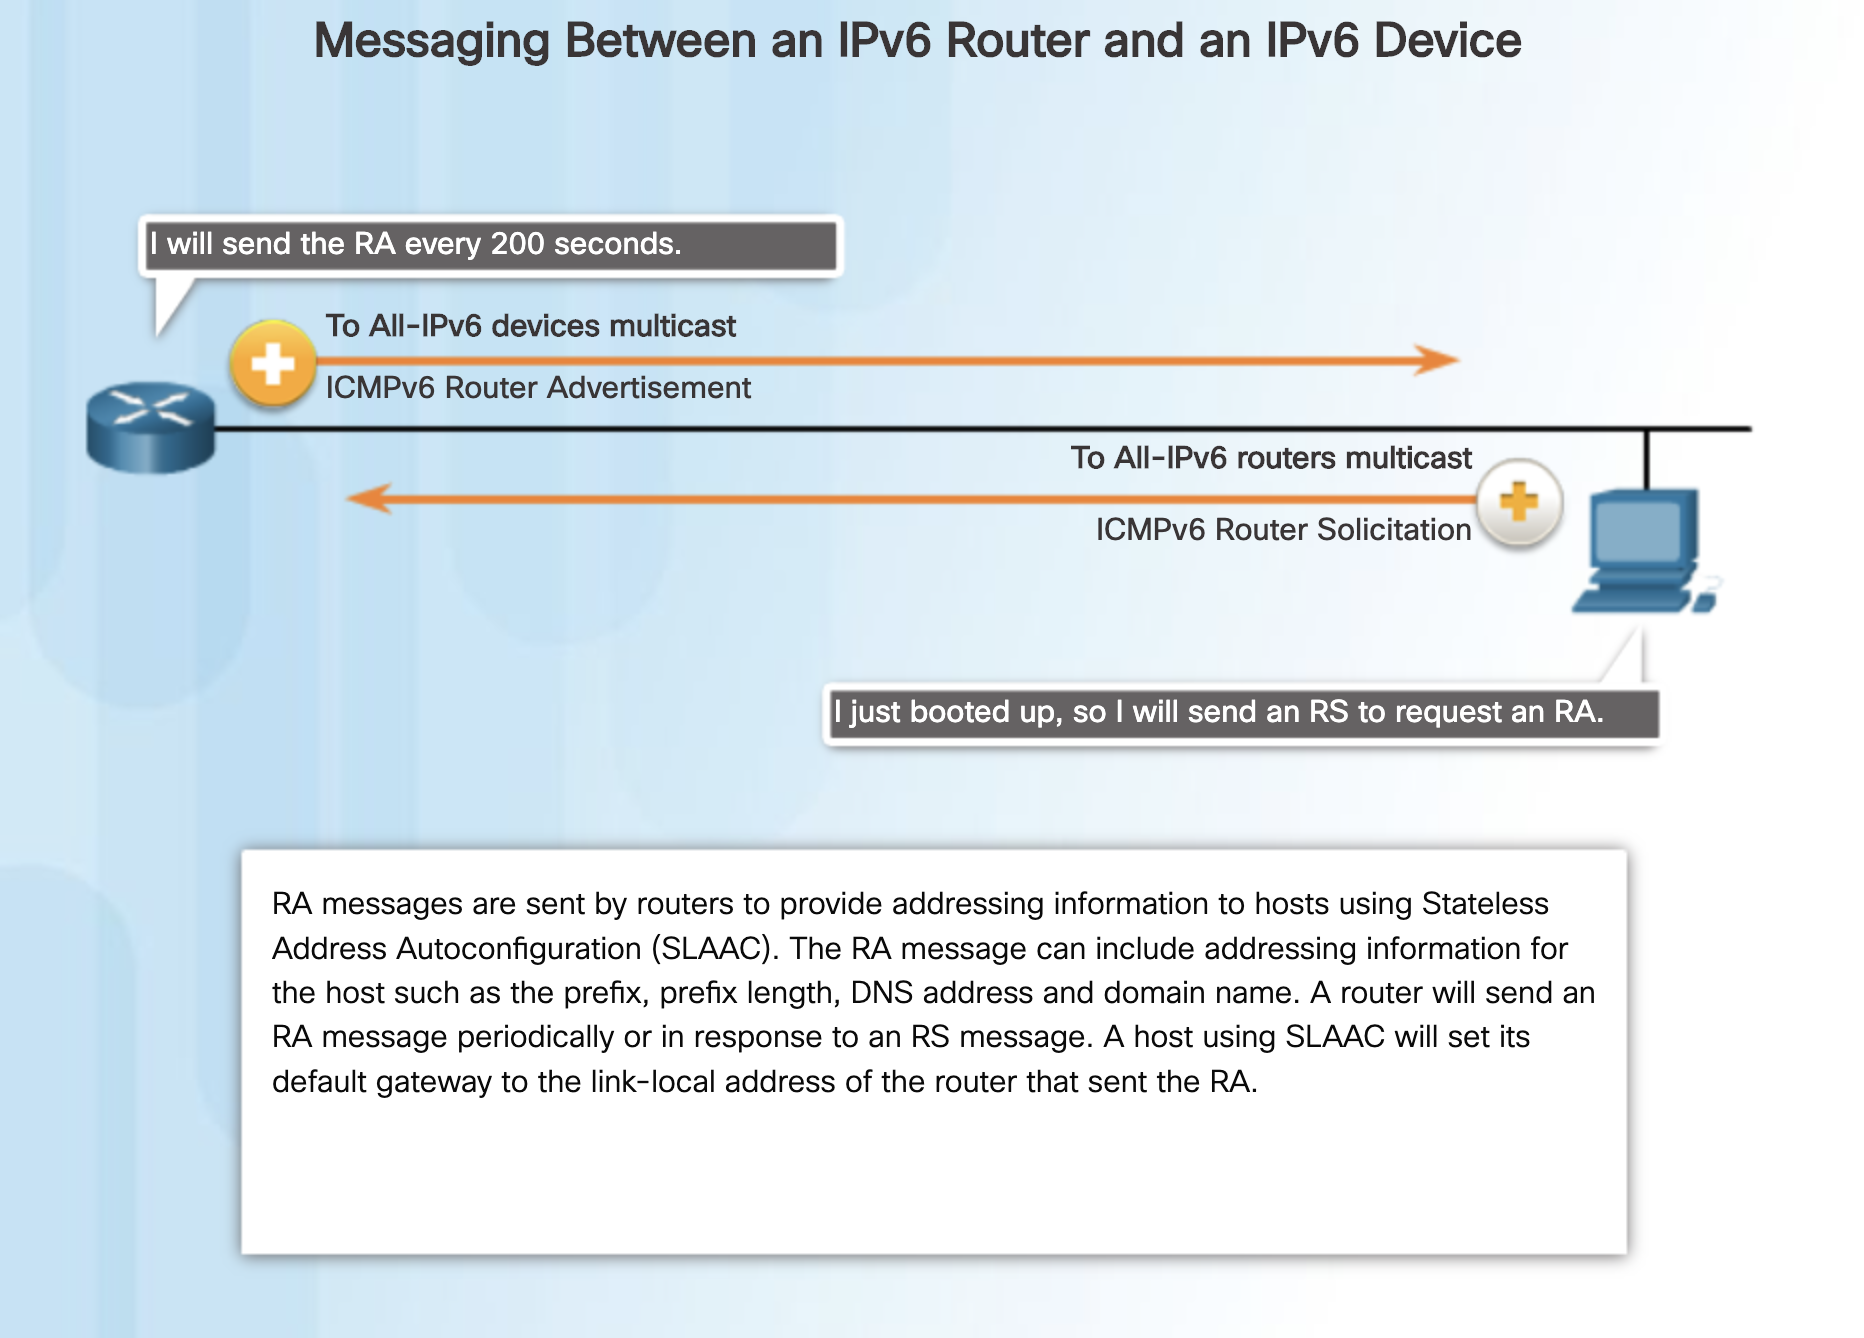 Messaging Between an IPv6 Router and an IPv6 Device
I will send the RA every 200 seconds.
To All-IPv6 devices multicast
ICMPv6 Router Advertisement
To All-IPv6 routers multicast
ICMPv6 Router Solicitation
I just booted up, so I will send an RS to request an RA.
RA messages are sent by routers to provide addressing information to hosts using Stateless
Address Autoconfiguration (SLAAC). The RA message can include addressing information for
the host such as the prefix, prefix length, DNS address and domain name. A router will send an
RA message periodically or in response to an RS message. A host using SLAAC will set its
default gateway to the link-local address of the router that sent the RA.